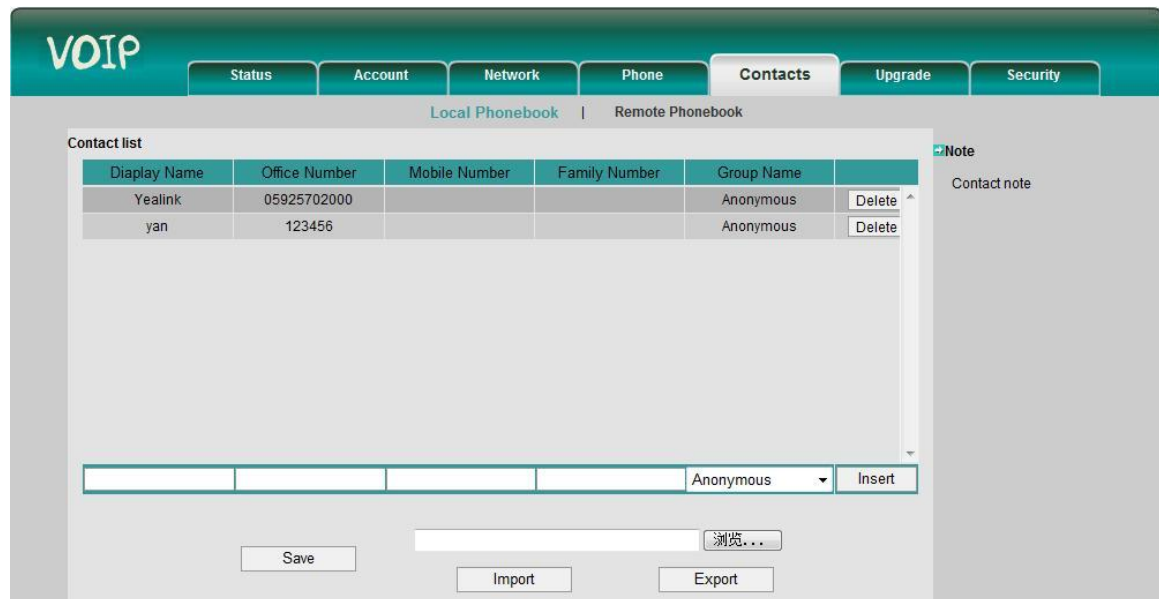 VOIP
Status Account Network Phone Contacts Upgrade Security
Local Phonebook | Remote Phonebook
Contact list
Note
Contact note
Diaplay Name Office Number Mobile Number Family Number Group Name
Yealink 05925702000 Anonymous Delete
yan 123456 Anonymous Delete
Anonymous Insert
浏览...
Save
Import Export